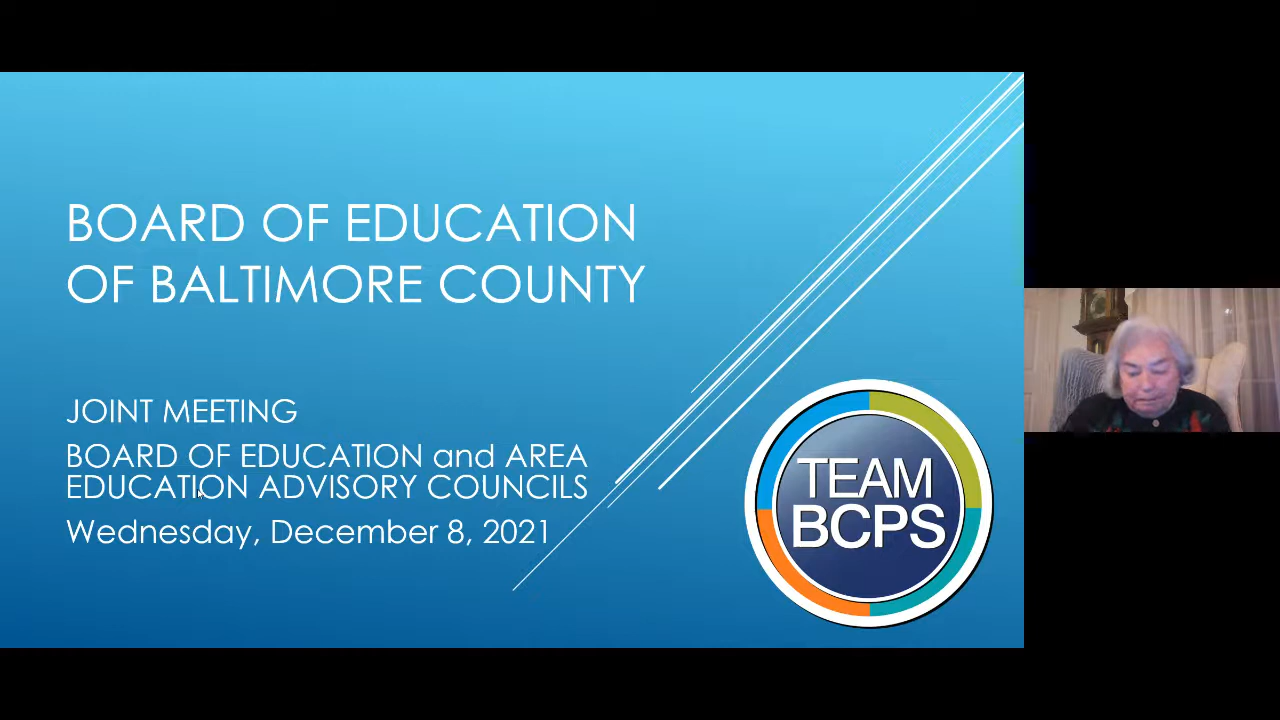 BOARD OF EDUCATION
OF BALTIMORE COUNTY
JOINT MEETING
BOARD OF EDUCATION and AREA
EDUCATION ADVISORY COUNCILS
Wednesday, December 8, 2021
TEAM
BCPS